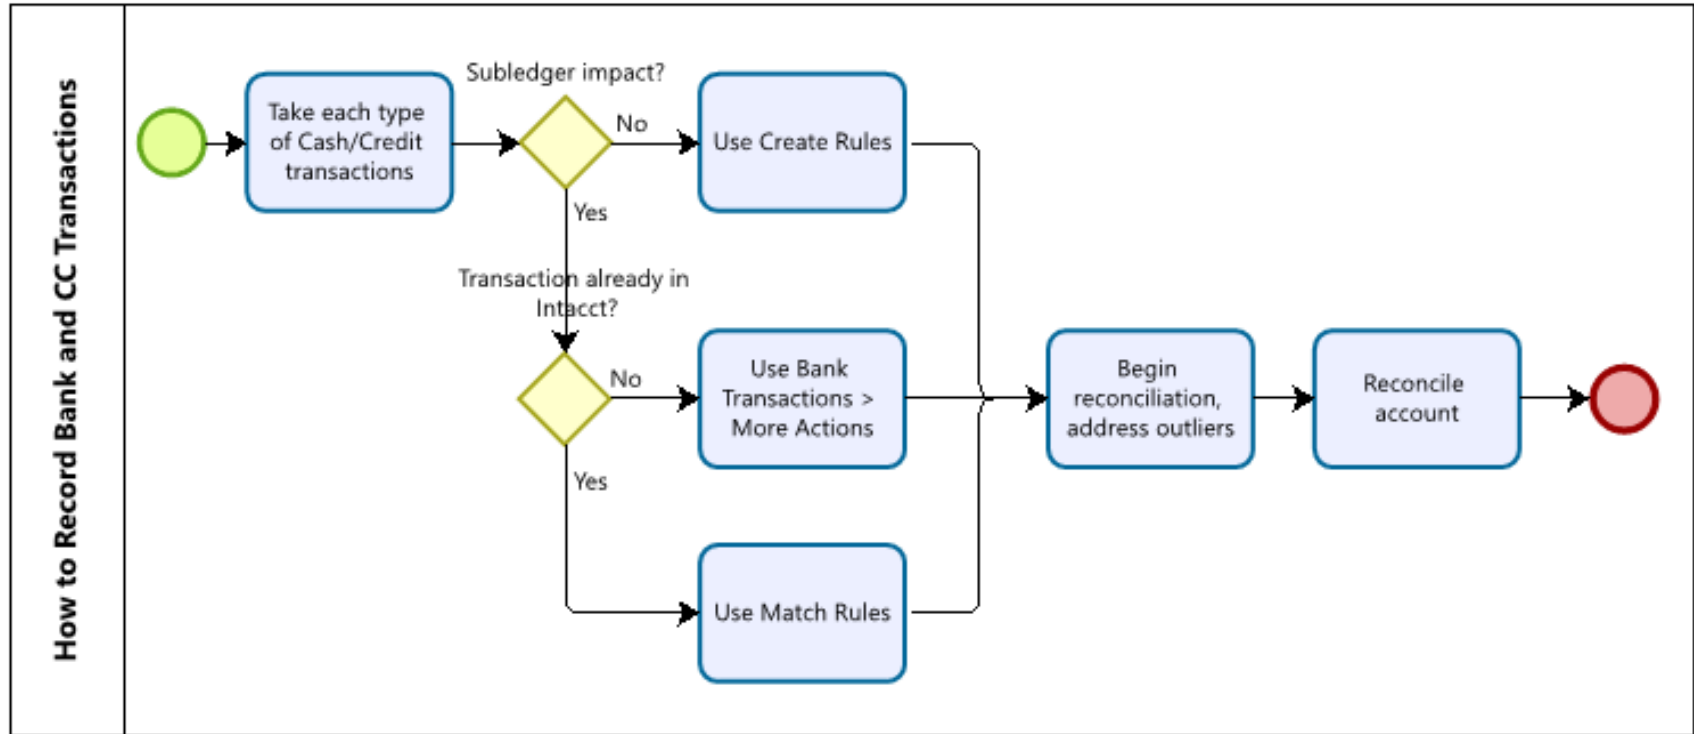 How to Record Bank and CC Transactions
Take each type
of Cash/Credit
transactions
Subledger impact?
No
Yes
Use Create Rules
Transaction already in
Intacct?
No
Yes
Use Bank
Transactions >
More Actions
Use Match Rules
Begin
reconciliation,
address outliers
Reconcile
account